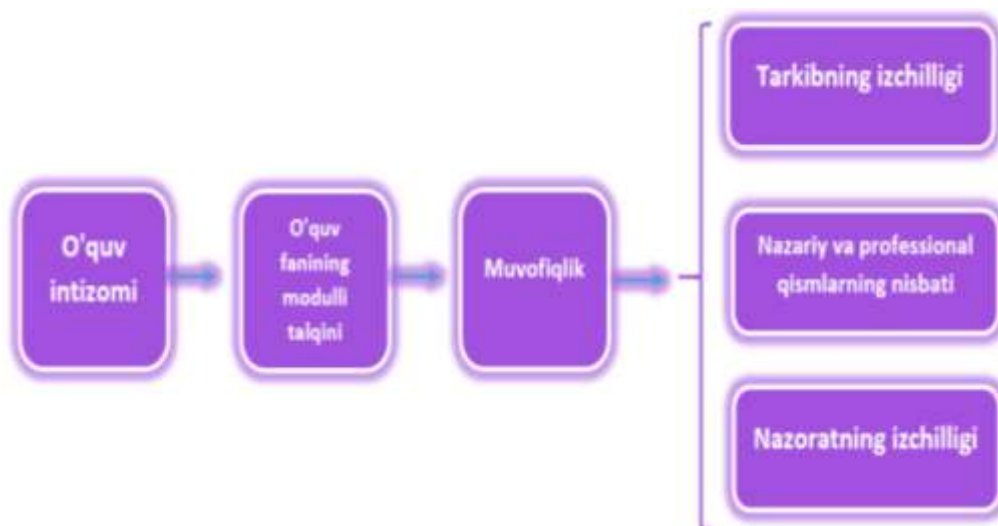 O'quv
intizomi
O'quv
fanining
modulli
talqini
Muvofiqlik
Tarkibning izchilligi
Nazariy va professional
qismlarning nisbati
Nazoratning izchilligi